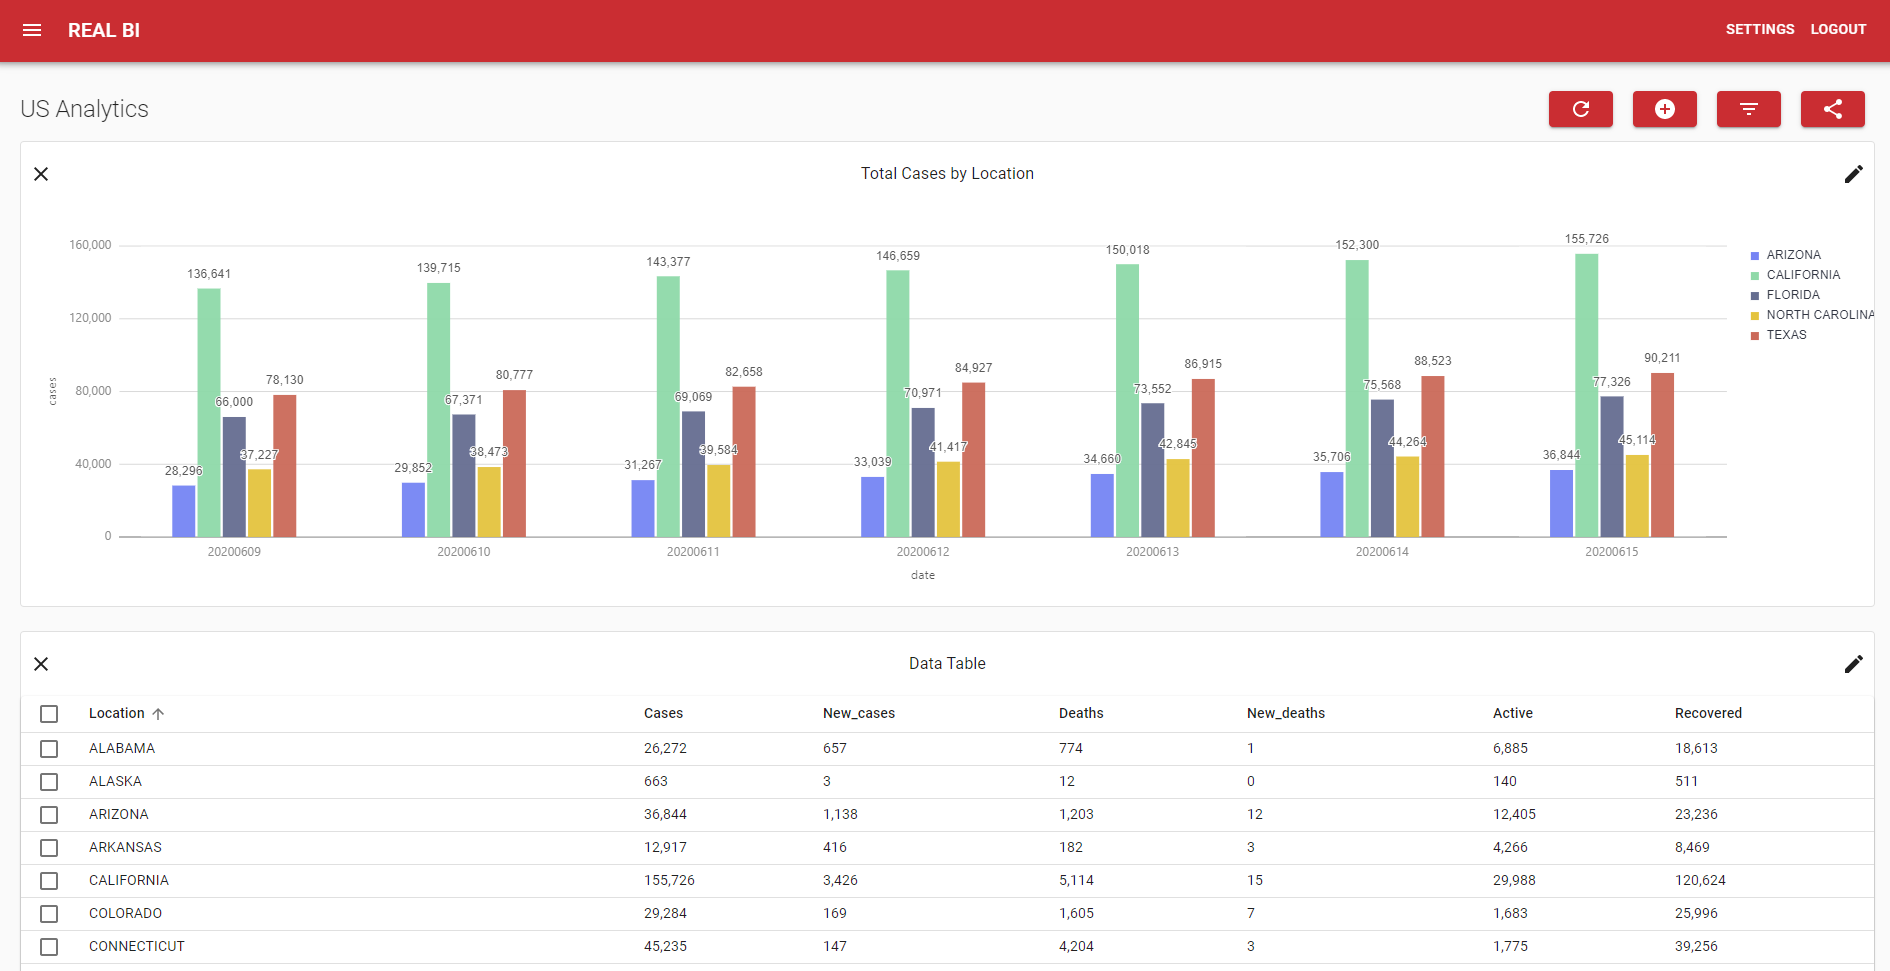 REAL BI SETTINGS LOGOUT
US Analytics
Total Cases by Location
160,000
120,000
80,000
40,000
0
cases
28,296 136,641 66,000 37,227 78,130
29,852 139,715 67,371 38,473 80,777
31,267 143,377 69,069 39,584 82,658
33,039 146,659 70,971 41,417 84,927
34,660 150,018 73,552 42,845 86,915
35,706 152,300 75,568 44,264 88,523
36,844 155,726 77,326 45,114 90,211
20200609 20200610 20200611 20200612 20200613 20200614 20200615
date
ARIZONA
CALIFORNIA
FLORIDA
NORTH CAROLINA
TEXAS
Data Table
Location Cases New_cases Deaths New_deaths Active Recovered
ALABAMA 26,272 657 774 1 6,885 18,613
ALASKA 663 3 12 0 140 511
ARIZONA 36,844 1,138 1,203 12 12,405 23,236
ARKANSAS 12,917 416 182 3 4,266 8,469
CALIFORNIA 155,726 3,426 5,114 15 29,988 120,624
COLORADO 29,284 169 1,605 7 1,683 25,996
CONNECTICUT 45,235 147 4,204 3 1,775 39,256